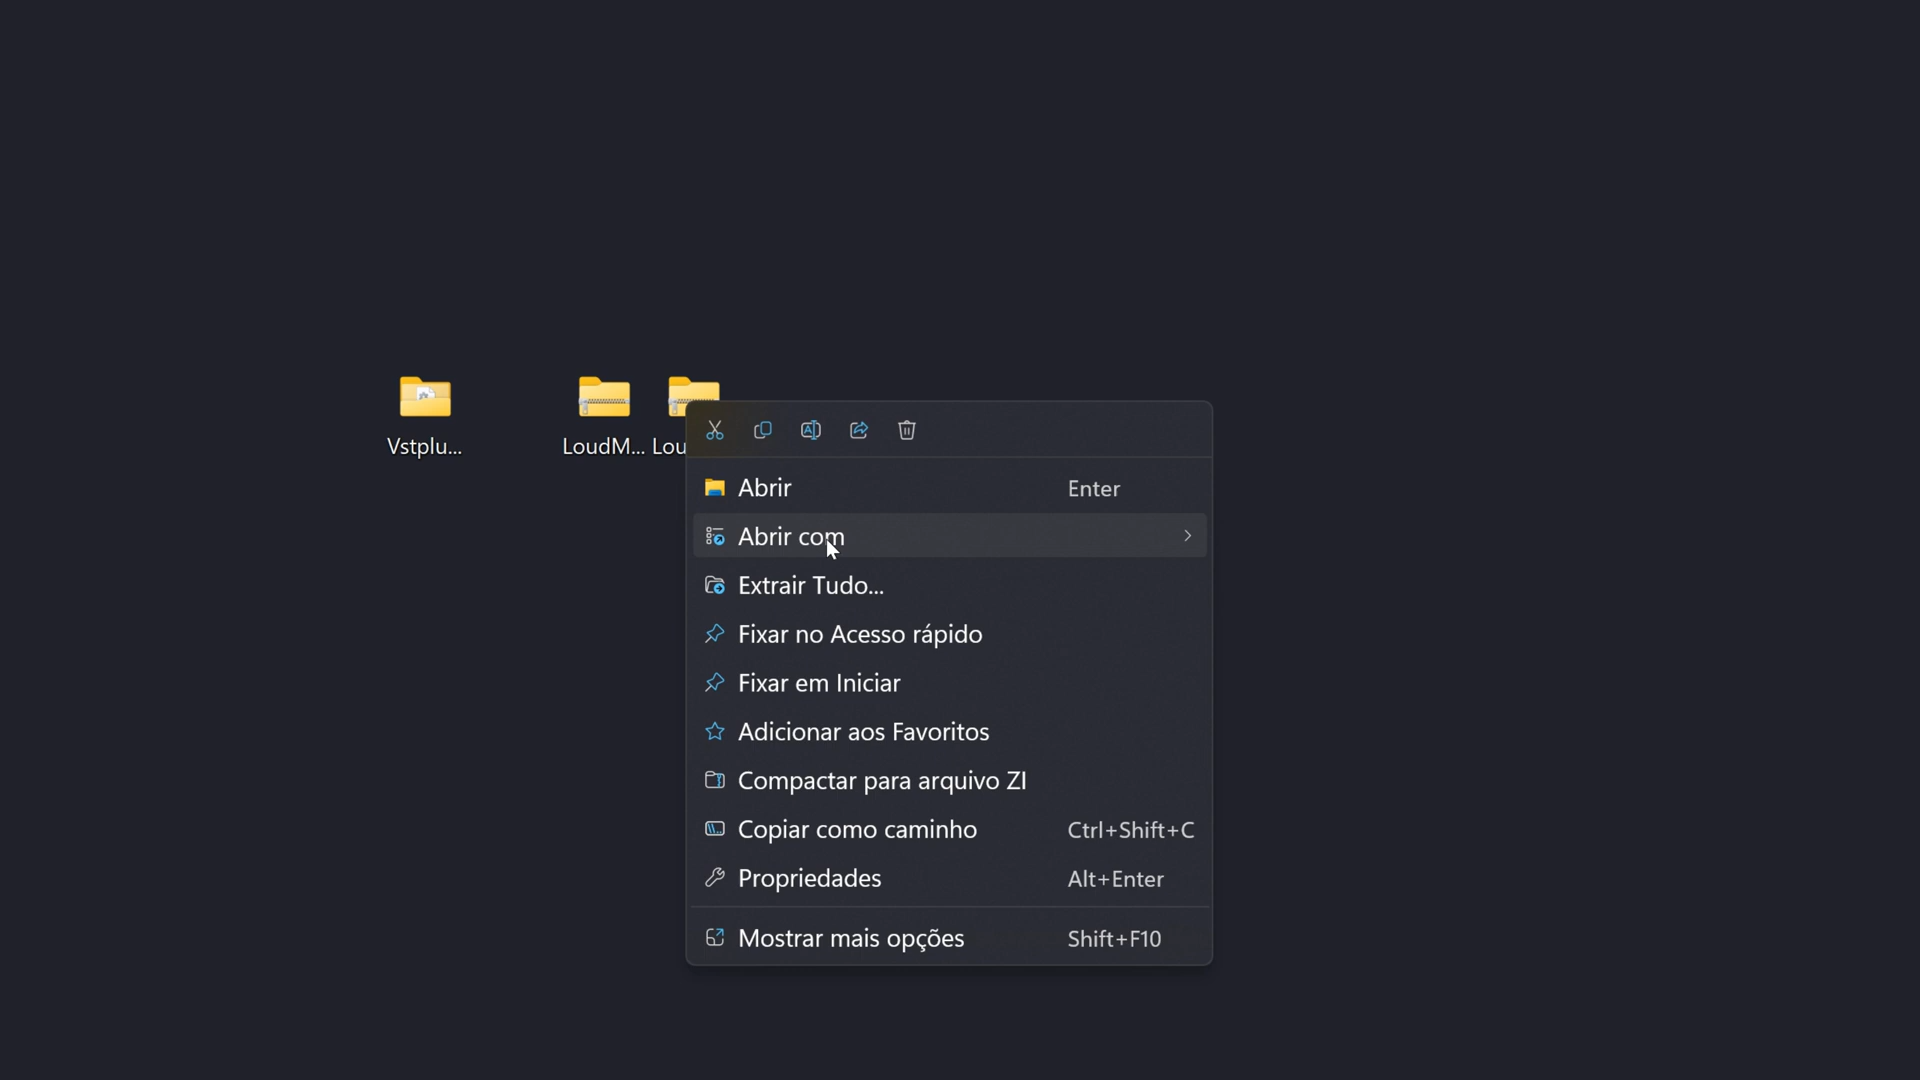 Vstplu...
LoudM...
Lou
Abrir Enter
Abrir com
Extrair Tudo...
Fixar no Acesso rápido
Fixar em Iniciar
Adicionar aos Favoritos
Compactar para arquivo ZI
Copiar como caminho Ctrl+Shift+C
Propriedades Alt+Enter
Mostrar mais opções Shift+F10